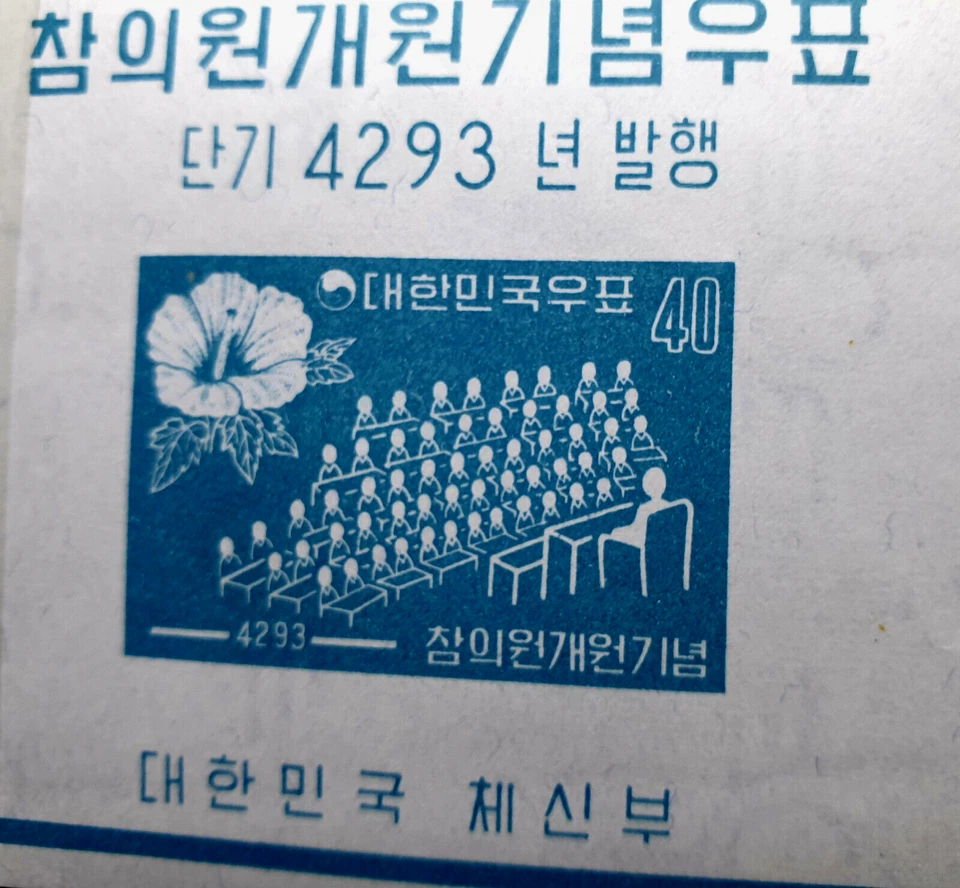 참의원개원기념우표
단기 4293 년 발행
대한민국우표 40
4293
참의원개원기념
대한민국 체신부